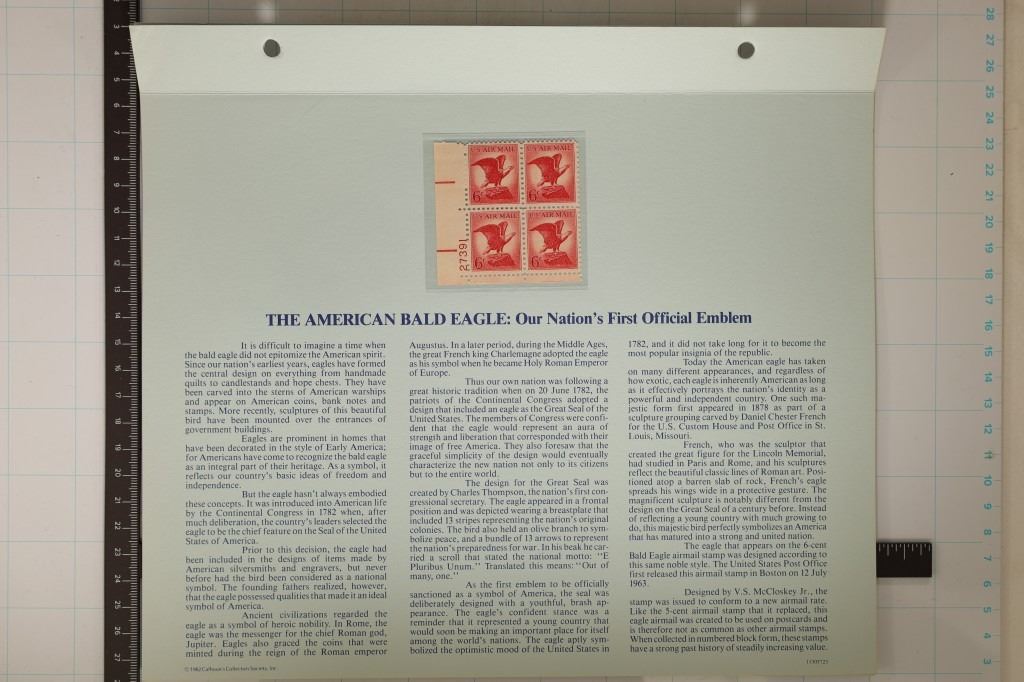 U.S. AIR MAIL
U.S. AIR MAIL
6¢
6¢
U.S. AIR MAIL
U.S. AIR MAIL
6¢
6¢
27391
THE AMERICAN BALD EAGLE: Our Nation's First Official Emblem
It is difficult to imagine a time when
the bald eagle did not epitomize the American spirit.
Since our nation's earliest years, eagles have formed
the central design on everything from handmade
quilts to candlestands and hope chests. They have
been carved into the sterns of American warships
and appear on American coins, bank notes and
stamps. More recently, sculptures of this beautiful
bird have been mounted over the entrances of
government buildings.
Eagles are prominent in homes that
have been decorated in the style of Early America;
for Americans have come to recognize the bald eagle
as an integral part of their heritage. As a symbol, it
reflects our country's basic ideas of freedom and
independence.
But the eagle hasn't always embodied
these concepts. It was introduced into American life
by the Continental Congress in 1782 when, after
much deliberation, the country's leaders selected the
eagle to be the chief feature on the Seal of the United
States of America.
Prior to this decision, the eagle had
been included in the designs of items made by
American silversmiths and engravers, but never
before had the bird been considered as a national
symbol. The founding fathers realized, however,
that the eagle possessed qualities that made it an ideal
symbol of America.
Ancient civilizations regarded the
eagle as a symbol of heroic nobility. In Rome, the
eagle was the messenger for the chief Roman god,
Jupiter. Eagles also graced the coins that were
minted during the reign of the Roman emperor
© 1982 Calhoun's Collectors Society, Inc.
Augustus. In a later period, during the Middle Ages,
the great French king Charlemagne adopted the eagle
as his symbol when he became Holy Roman Emperor
of Europe.
Thus our own nation was following a
great historic tradition when on 20 June 1782, the
patriots of the Continental Congress adopted a
design that included an eagle as the Great Seal of the
United States. The members of Congress were confi-
dent that the eagle would represent an aura of
strength and liberation that corresponded with their
image of free America. They also foresaw that the
graceful simplicity of the design would eventually
characterize the new nation not only to its citizens
but to the entire world.
The design for the Great Seal was
created by Charles Thompson, the nation's first con-
gressional secretary. The eagle appeared in a frontal
position and was depicted wearing a breastplate that
included 13 stripes representing the nation's original
colonies. The bird also held an olive branch to sym-
bolize peace, and a bundle of 13 arrows to represent
the nation's preparedness for war. In his beak he car-
ried a scroll that stated the national motto: "E
Pluribus Unum." Translated this means: "Out of
many, one."
As the first emblem to be officially
sanctioned as a symbol of America, the seal was
deliberately designed with a youthful, brash ap-
pearance. The eagle's confident stance was a
reminder that it represented a young country that
would soon be making an important place for itself
among the world's nations. The eagle aptly sym-
bolized the optimistic mood of the United States in
1782, and it did not take long for it to become the
most popular insignia of the republic.
Today the American eagle has taken
on many different appearances, and regardless of
how exotic, each eagle is inherently American as long
as it effectively portrays the nation's identity as a
powerful and independent country. One such ma-
jestic form first appeared in 1878 as part of a
sculpture grouping carved by Daniel Chester French
for the U.S. Custom House and Post Office in St.
Louis, Missouri.
French, who was the sculptor that
created the great figure for the Lincoln Memorial,
had studied in Paris and Rome, and his sculptures
reflect the beautiful classic lines of Roman art. Posi-
tioned atop a barren slab of rock, French's eagle
spreads his wings wide in a protective gesture. The
magnificent sculpture is notably different from the
design on the Great Seal of a century before. Instead
of reflecting a young country with much growing to
do, this majestic bird perfectly symbolizes an America
that has matured into a strong and united nation.
The eagle that appears on the 6-cent
Bald Eagle airmail stamp was designed according to
this same noble style. The United States Post Office
first released this airmail stamp in Boston on 12 July
1963.
Designed by V.S. McCloskey Jr., the
stamp was issued to conform to a new airmail rate.
Like the 5-cent airmail stamp that it replaced, this
eagle airmail was created to be used on postcards and
is therefore not as common as other airmail stamps.
When collected in numbered block form, these stamps
have a strong past history of steadily increasing value.